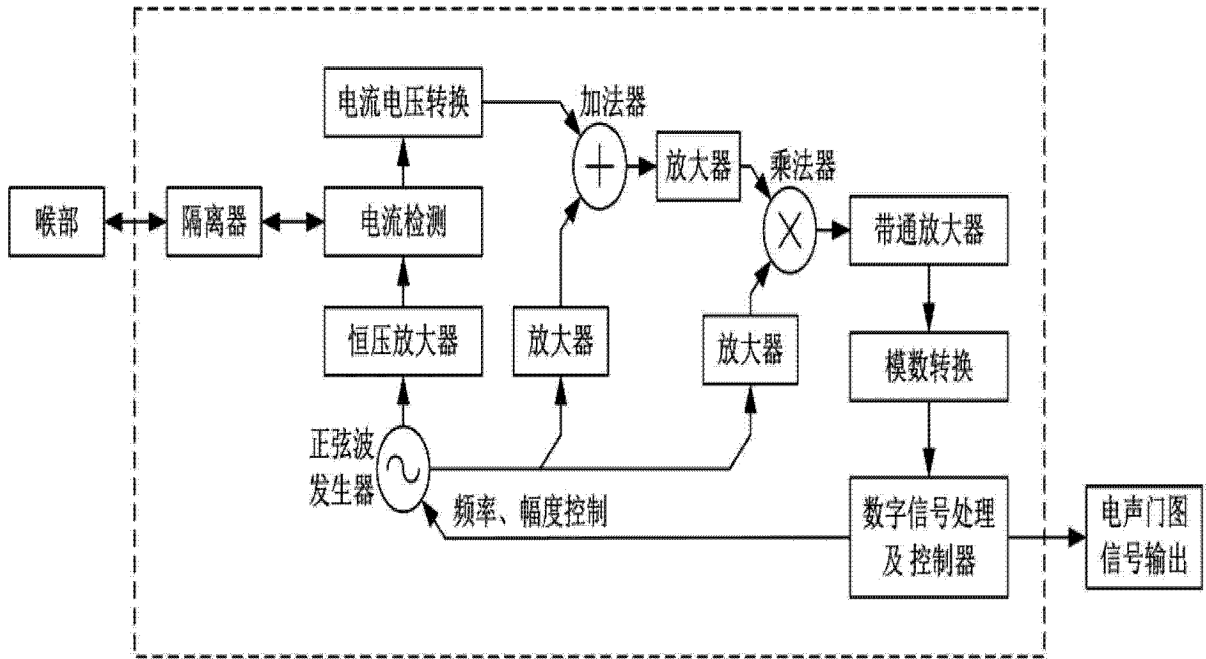 电流电压转换
加法器
放大器
乘法器
喉部
隔离器
电流检测
带通放大器
恒压放大器
放大器
放大器
模数转换
正弦波
发生器
频率、幅度控制
数字信号处理
及 控制器
电声门图
信号输出